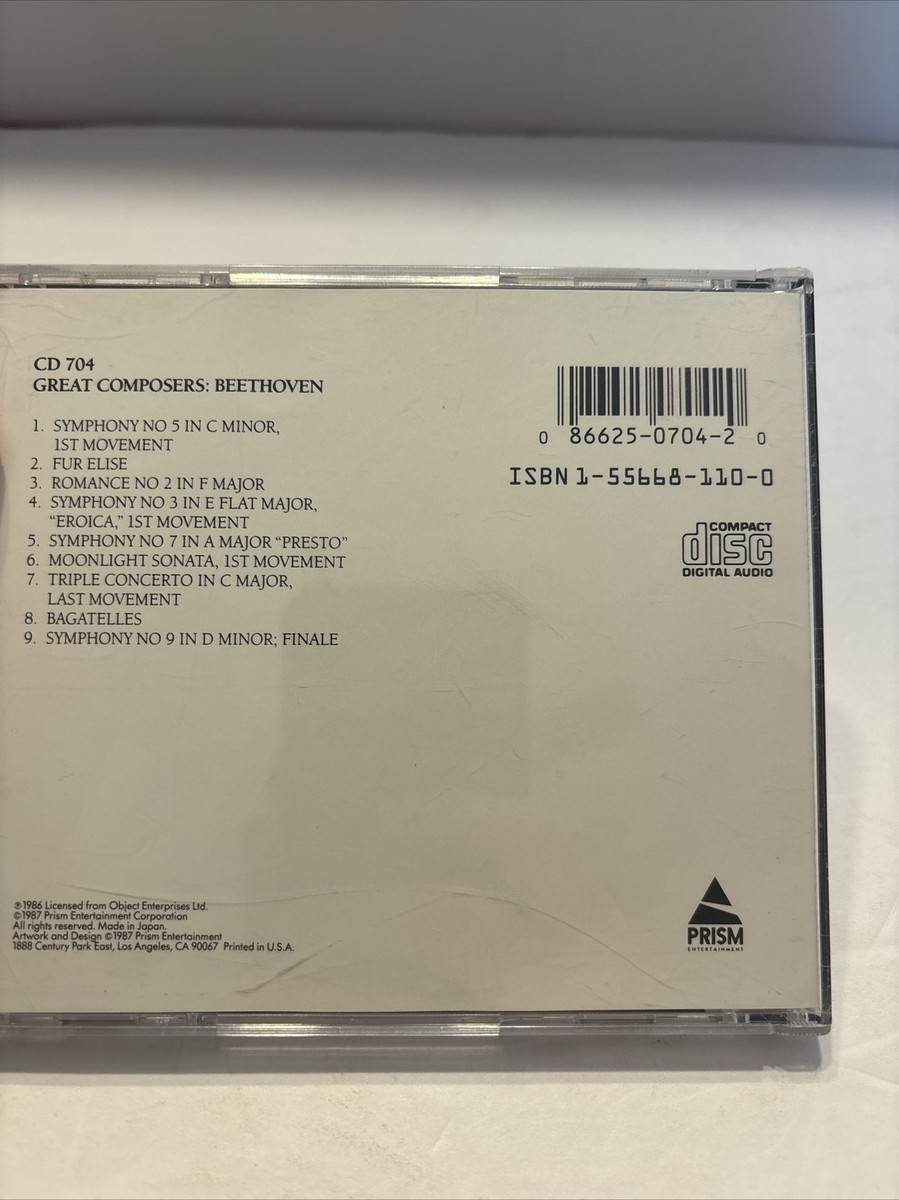 CD 704
GREAT COMPOSERS: BEETHOVEN
1. SYMPHONY NO 5 IN C MINOR,
1ST MOVEMENT
2. FUR ELISE
3. ROMANCE NO 2 IN F MAJOR
4. SYMPHONY NO 3 IN E FLAT MAJOR,
"EROICA," 1ST MOVEMENT
5. SYMPHONY NO 7 IN A MAJOR "PRESTO"
6. MOONLIGHT SONATA, 1ST MOVEMENT
7. TRIPLE CONCERTO IN C MAJOR,
LAST MOVEMENT
8. BAGATELLES
9. SYMPHONY NO 9 IN D MINOR; FINALE
0 86625-0704-2 0
ISBN 1-55668-110-0
COMPACT
disc
DIGITAL AUDIO
℗1986 Licensed from Object Enterprises Ltd.
©1987 Prism Entertainment Corporation
All rights reserved. Made in Japan.
Artwork and Design ©1987 Prism Entertainment
1888 Century Park East, Los Angeles, CA 90067 Printed in U.S.A.
PRISM
ENTERTAINMENT